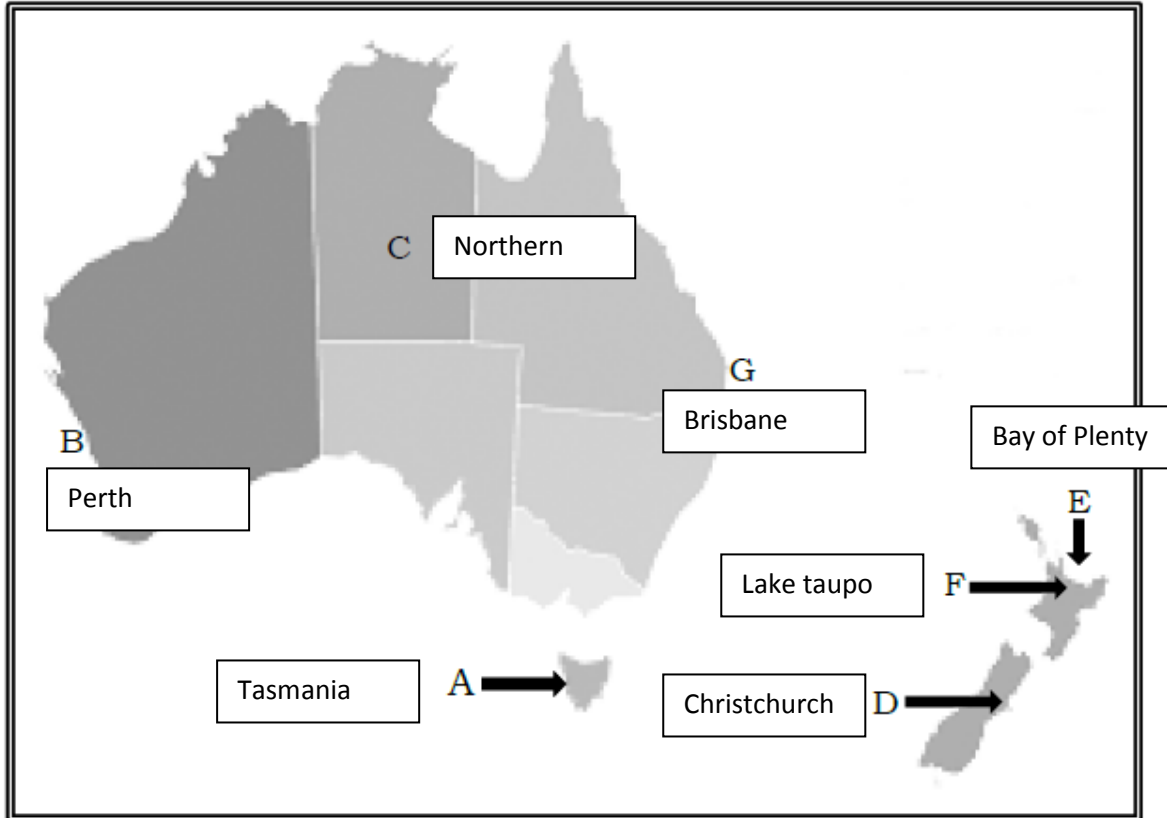 C Northern
G
Brisbane
Bay of Plenty
B
Perth
E
Lake taupo F
Tasmania A
Christchurch D